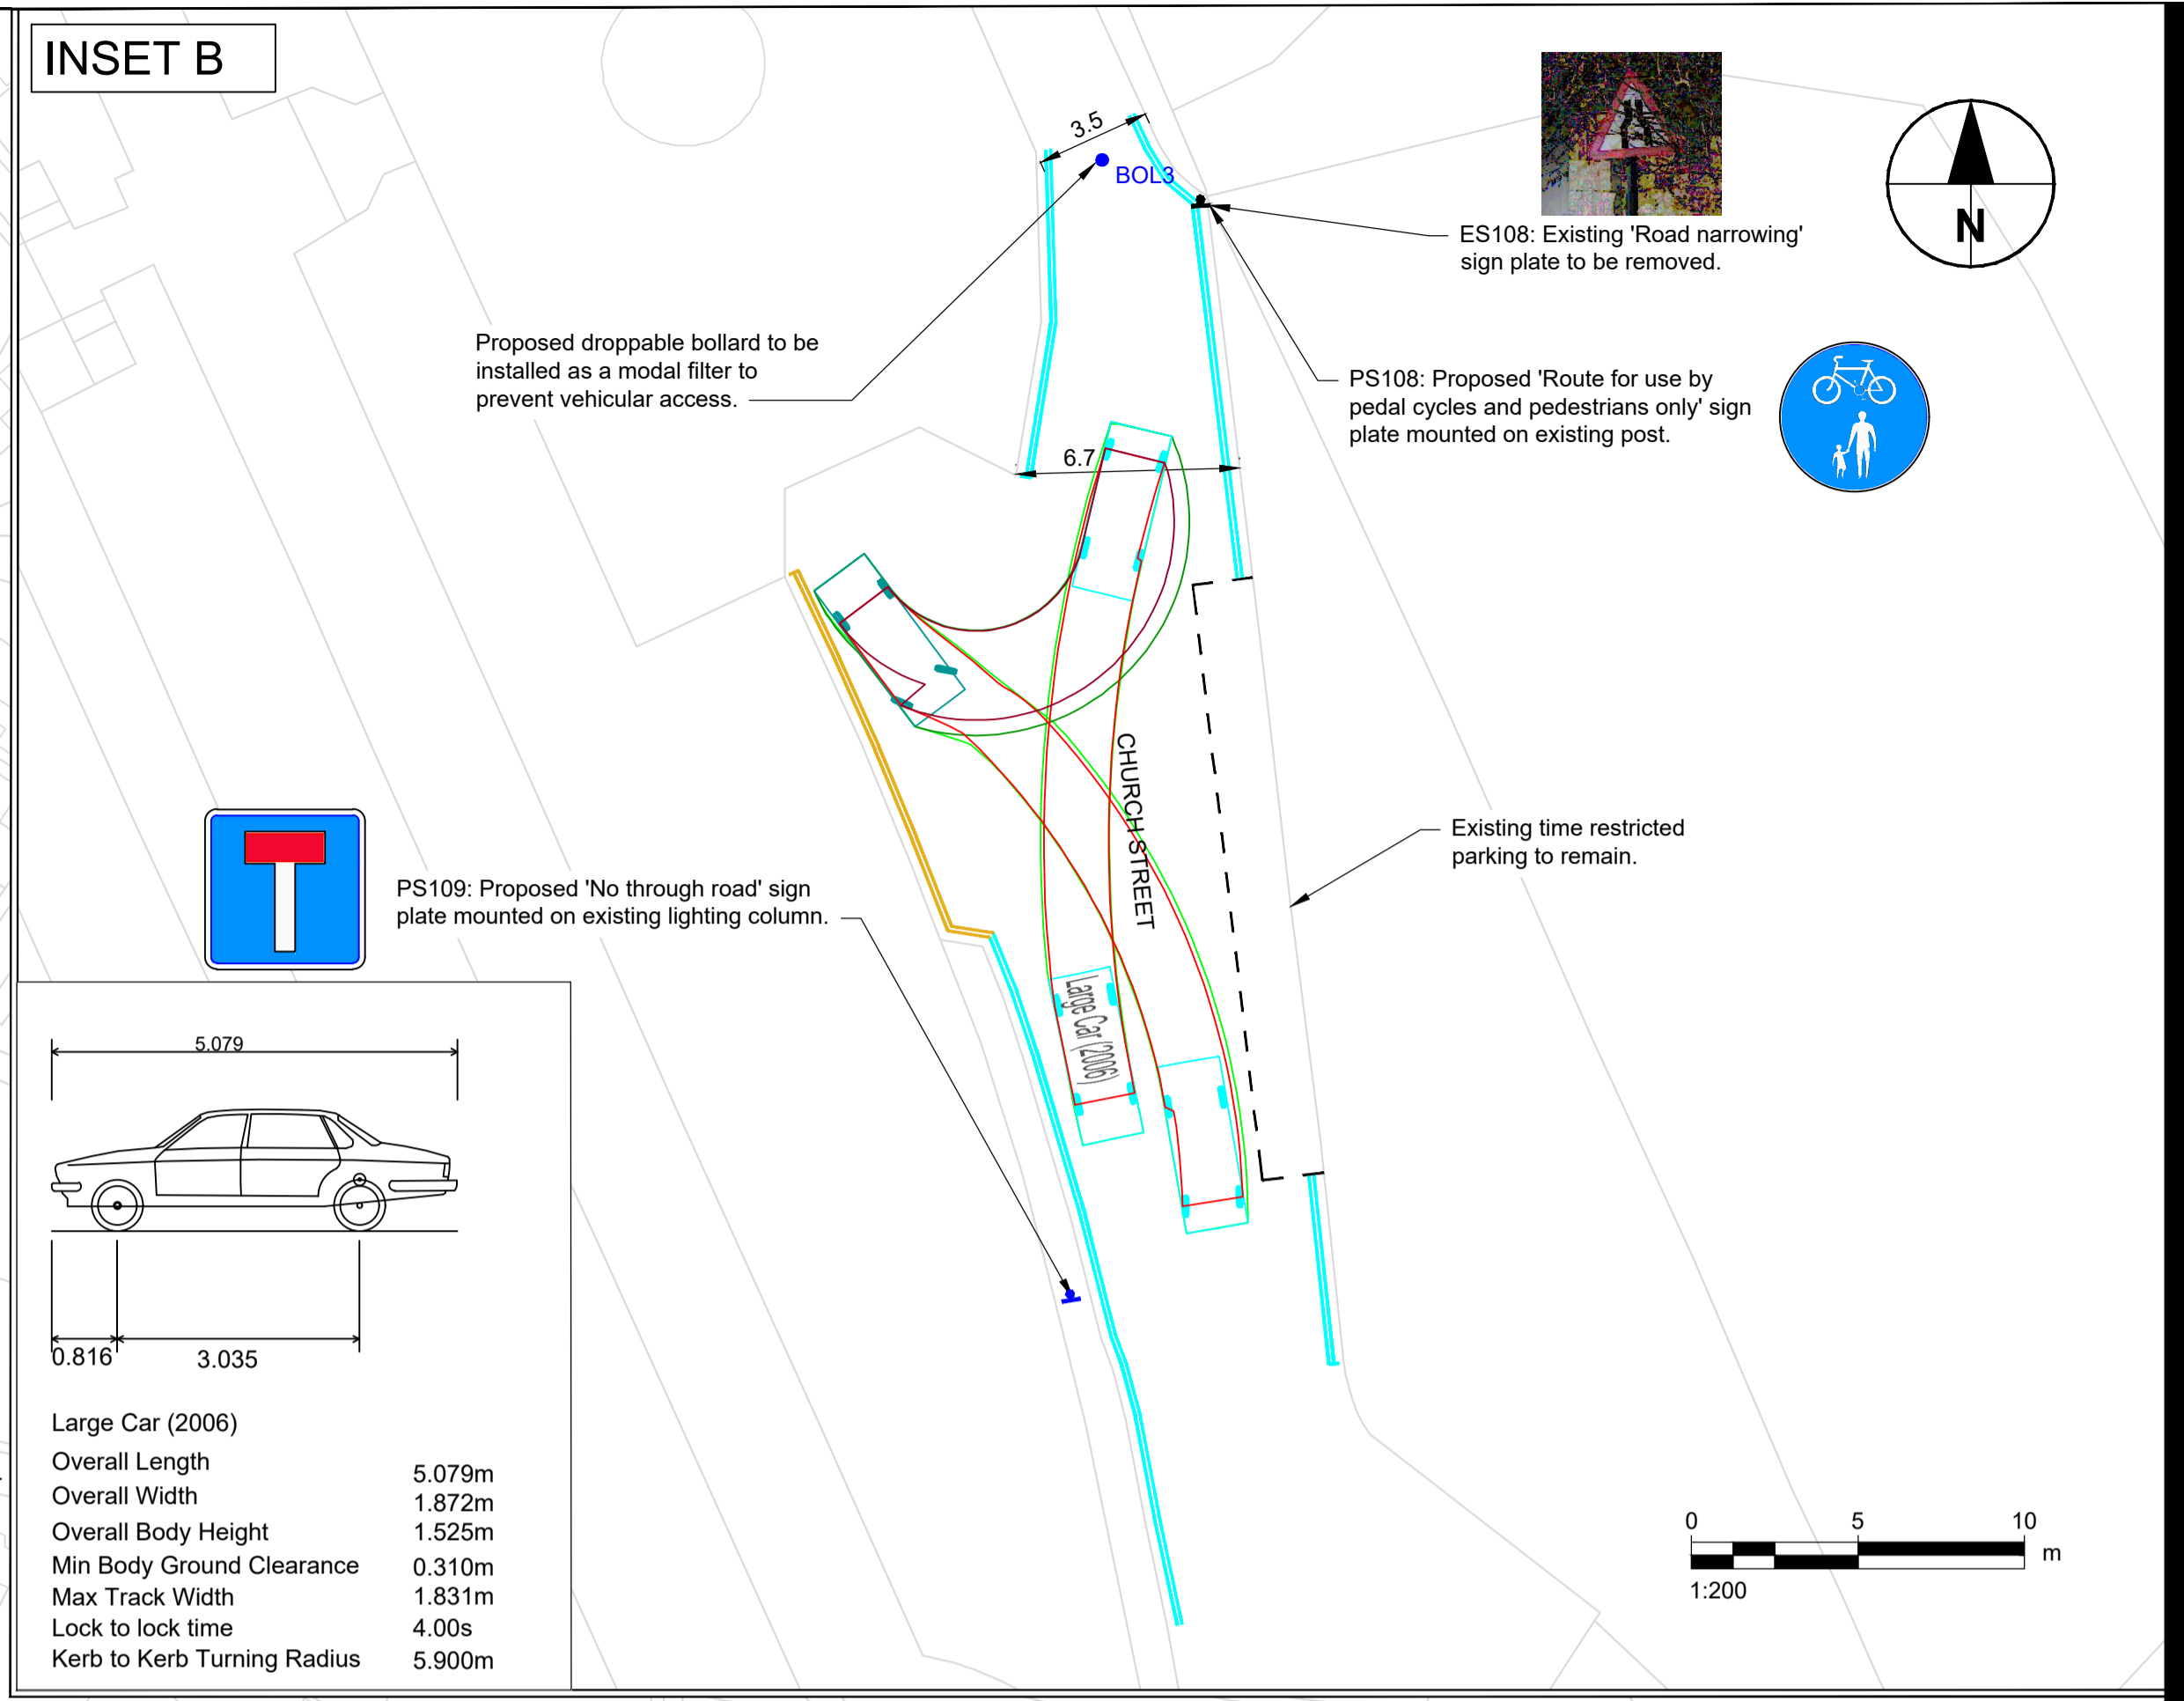 INSET B
3.5
BOL3
ES108: Existing 'Road narrowing'
sign plate to be removed.
N
Proposed droppable bollard to be
installed as a modal filter to
prevent vehicular access.
PS108: Proposed 'Route for use by
pedal cycles and pedestrians only' sign
plate mounted on existing post.
6.7
CHURCH STREET
Existing time restricted
parking to remain.
PS109: Proposed 'No through road' sign
plate mounted on existing lighting column.
Large Car (2006)
5.079
0.816
3.035
Large Car (2006)
Overall Length 5.079m
Overall Width 1.872m
Overall Body Height 1.525m
Min Body Ground Clearance 0.310m
Max Track Width 1.831m
Lock to lock time 4.00s
Kerb to Kerb Turning Radius 5.900m
0 5 10
m
1:200